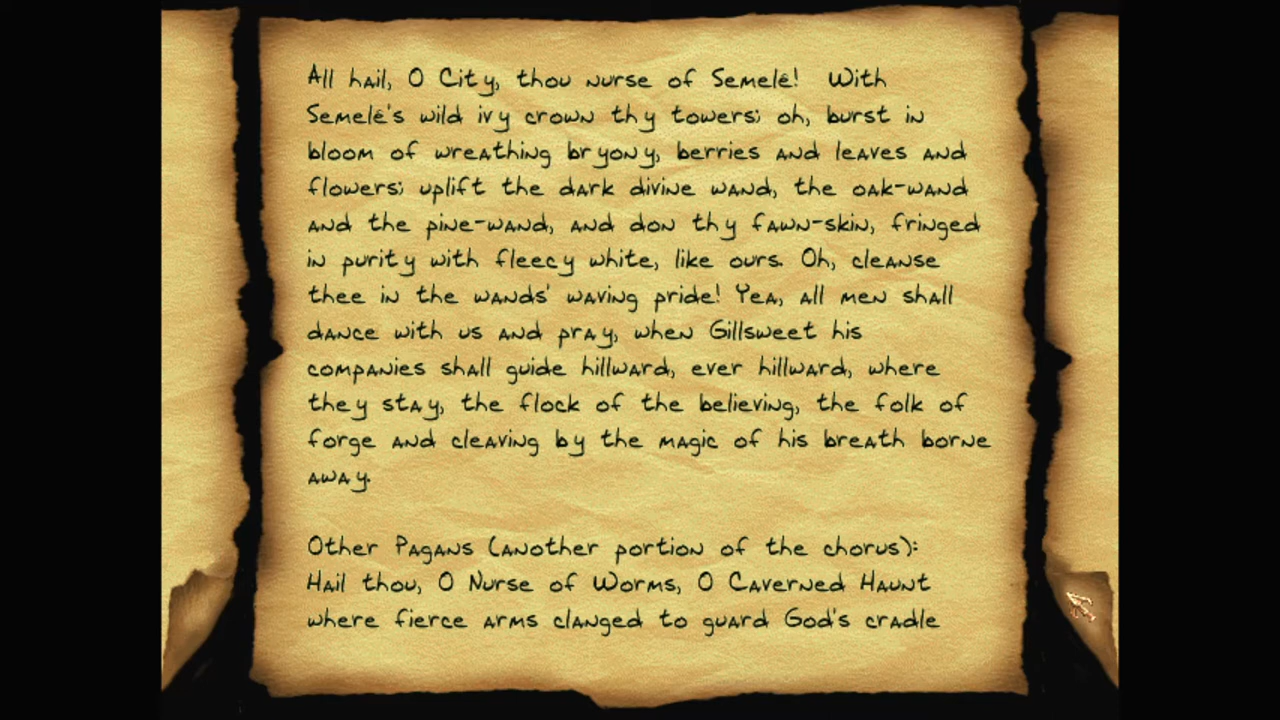 All hail, O City, thou nurse of Semelé! With
Semelé's wild ivy crown thy towers; oh, burst in
bloom of wreathing bryony, berries and leaves and
flowers; uplift the dark divine wand, the oak-wand
and the pine-wand, and don thy fawn-skin, fringed
in purity with fleecy white, like ours. Oh, cleanse
thee in the wands' waving pride! Yea, all men shall
dance with us and pray, when Gillsweet his
companies shall guide hillward, ever hillward, where
they stay, the flock of the believing, the folk of
forge and cleaving by the magic of his breath borne
away.
Other Pagans (another portion of the chorus):
Hail thou, O Nurse of Worms, O Caverned Haunt
where fierce arms clanged to guard God's cradle